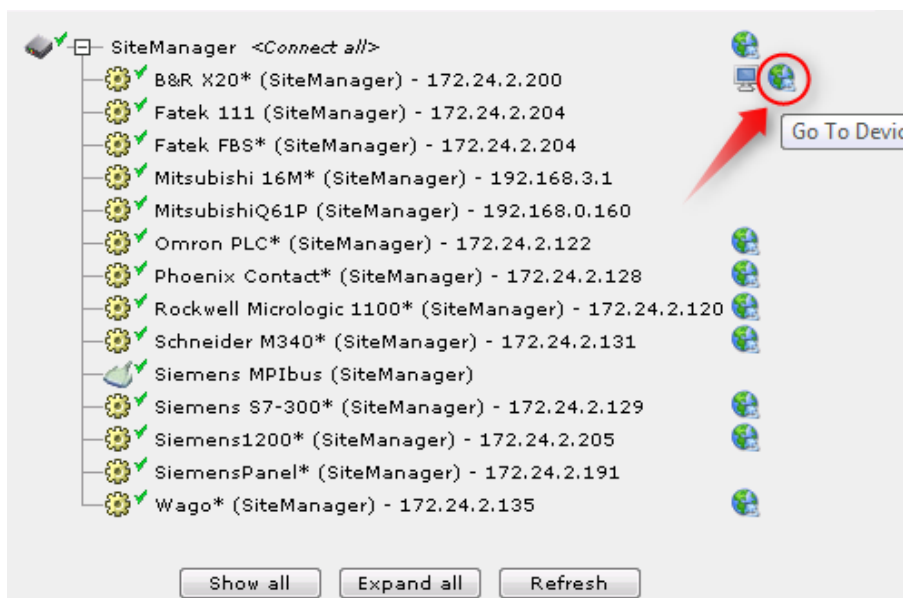 SiteManager <Connect all>
B&R X20* (SiteManager) - 172.24.2.200
Fatek 111 (SiteManager) - 172.24.2.204
Go To Devic
Fatek FBS* (SiteManager) - 172.24.2.204
Mitsubishi 16M* (SiteManager) - 192.168.3.1
MitsubishiQ61P (SiteManager) - 192.168.0.160
Omron PLC* (SiteManager) - 172.24.2.122
Phoenix Contact* (SiteManager) - 172.24.2.128
Rockwell Micrologic 1100* (SiteManager) - 172.24.2.120
Schneider M340* (SiteManager) - 172.24.2.131
Siemens MPIbus (SiteManager)
Siemens S7-300* (SiteManager) - 172.24.2.129
Siemens1200* (SiteManager) - 172.24.2.205
SiemensPanel* (SiteManager) - 172.24.2.191
Wago* (SiteManager) - 172.24.2.135
Show all Expand all Refresh